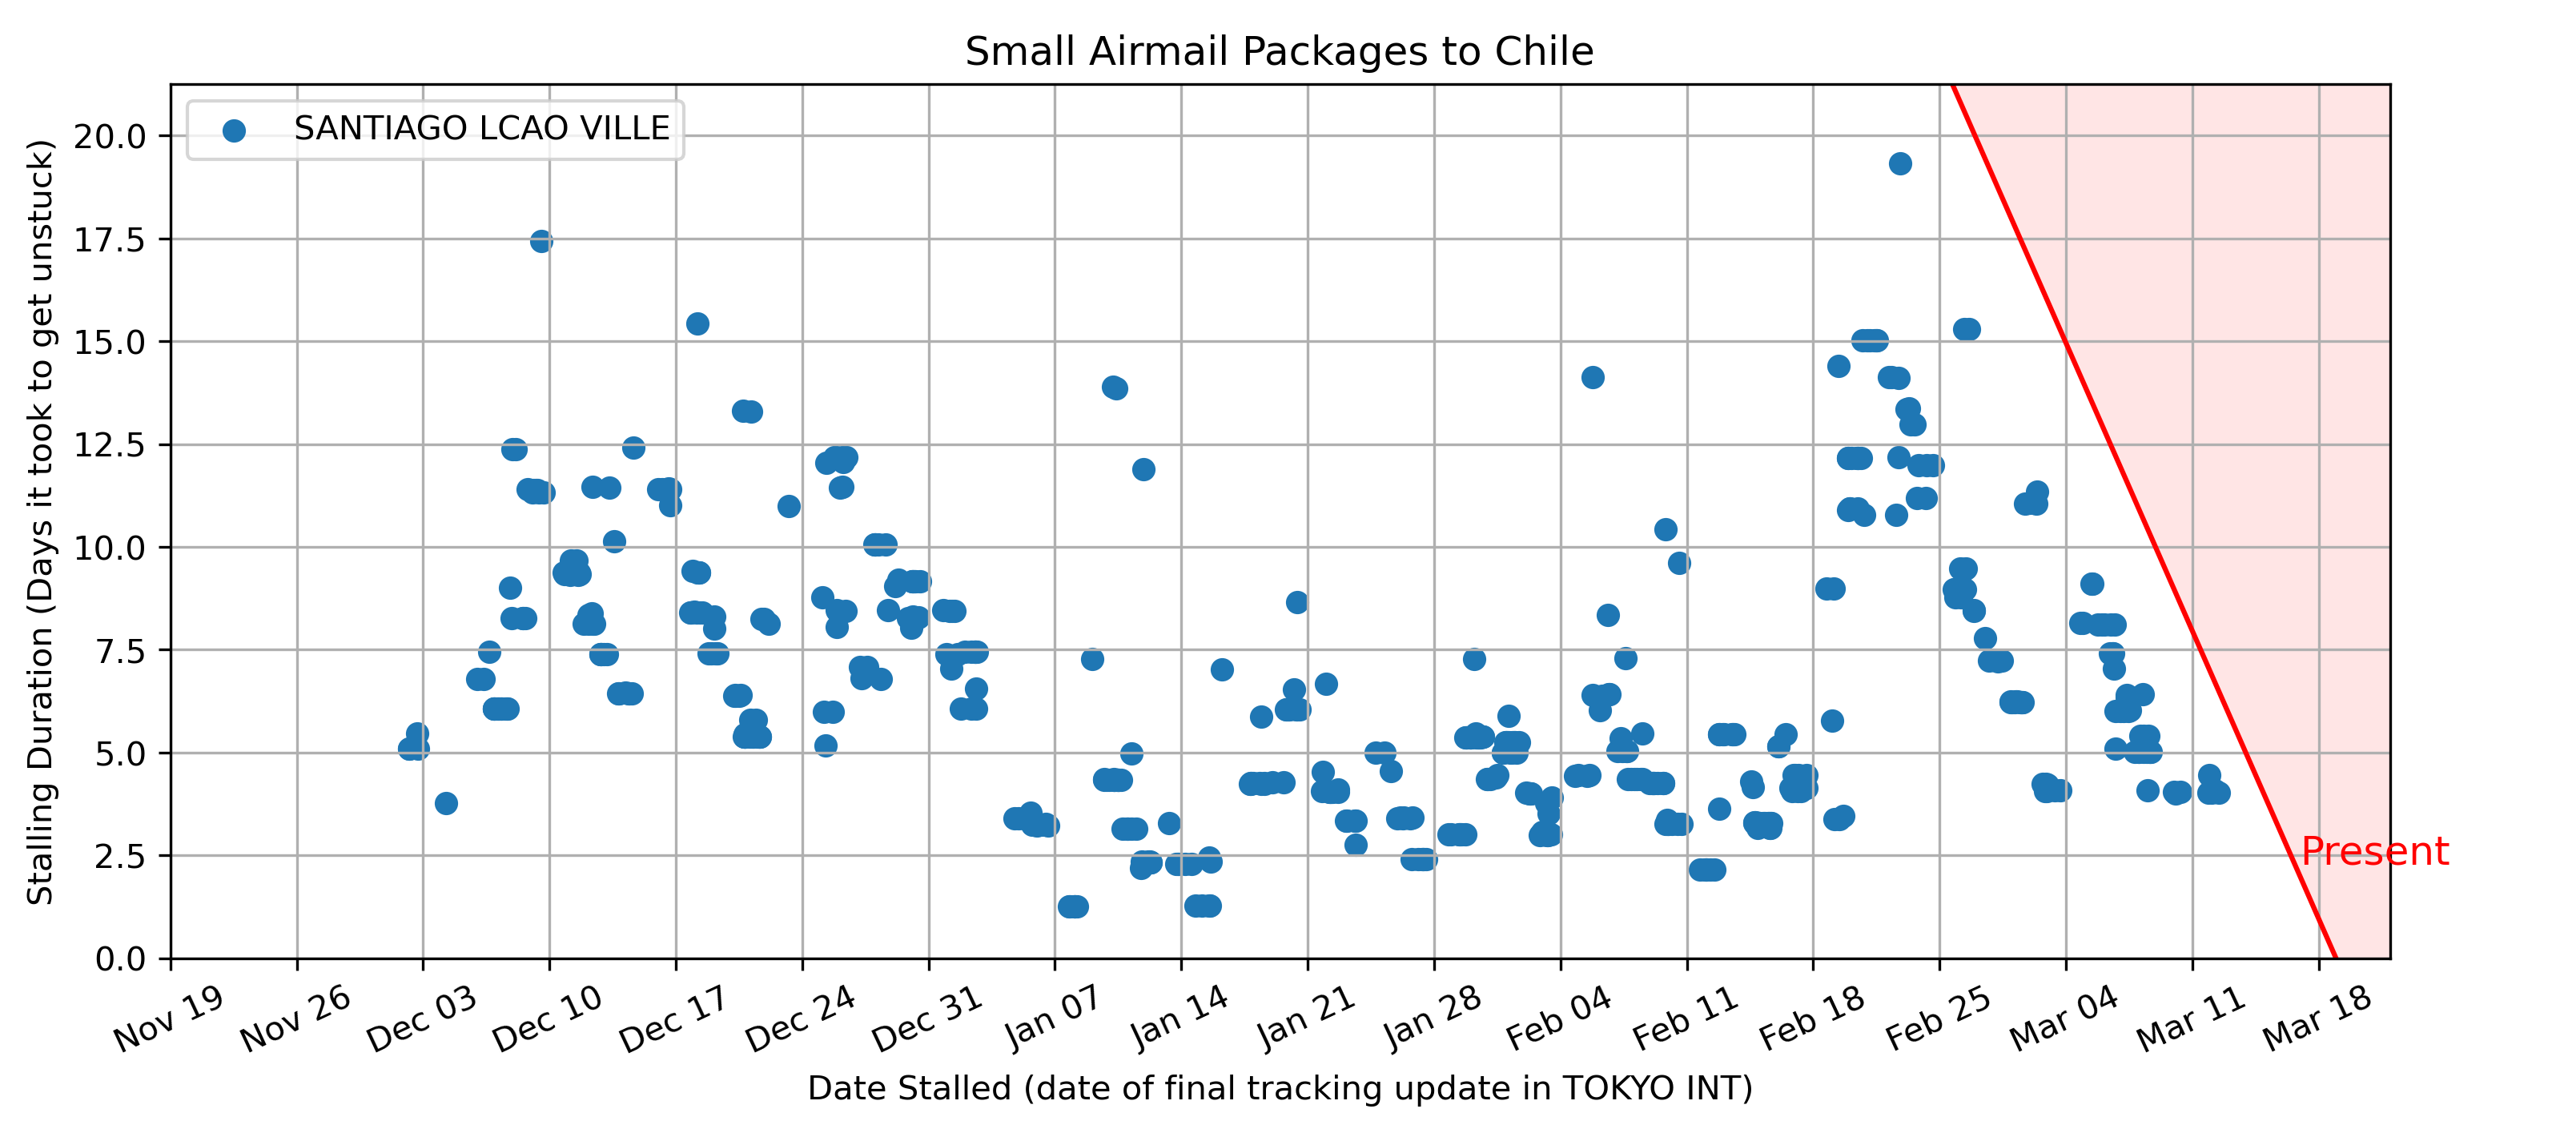 Small Airmail Packages to Chile
SANTIAGO LCAO VILLE
Stalling Duration (Days it took to get unstuck)
20.0
17.5
15.0
12.5
10.0
7.5
5.0
2.5
0.0
Present
Nov 19
Nov 26
Dec 03
Dec 10
Dec 17
Dec 24
Dec 31
Jan 07
Jan 14
Jan 21
Jan 28
Feb 04
Feb 11
Feb 18
Feb 25
Mar 04
Mar 11
Mar 18
Date Stalled (date of final tracking update in TOKYO INT)